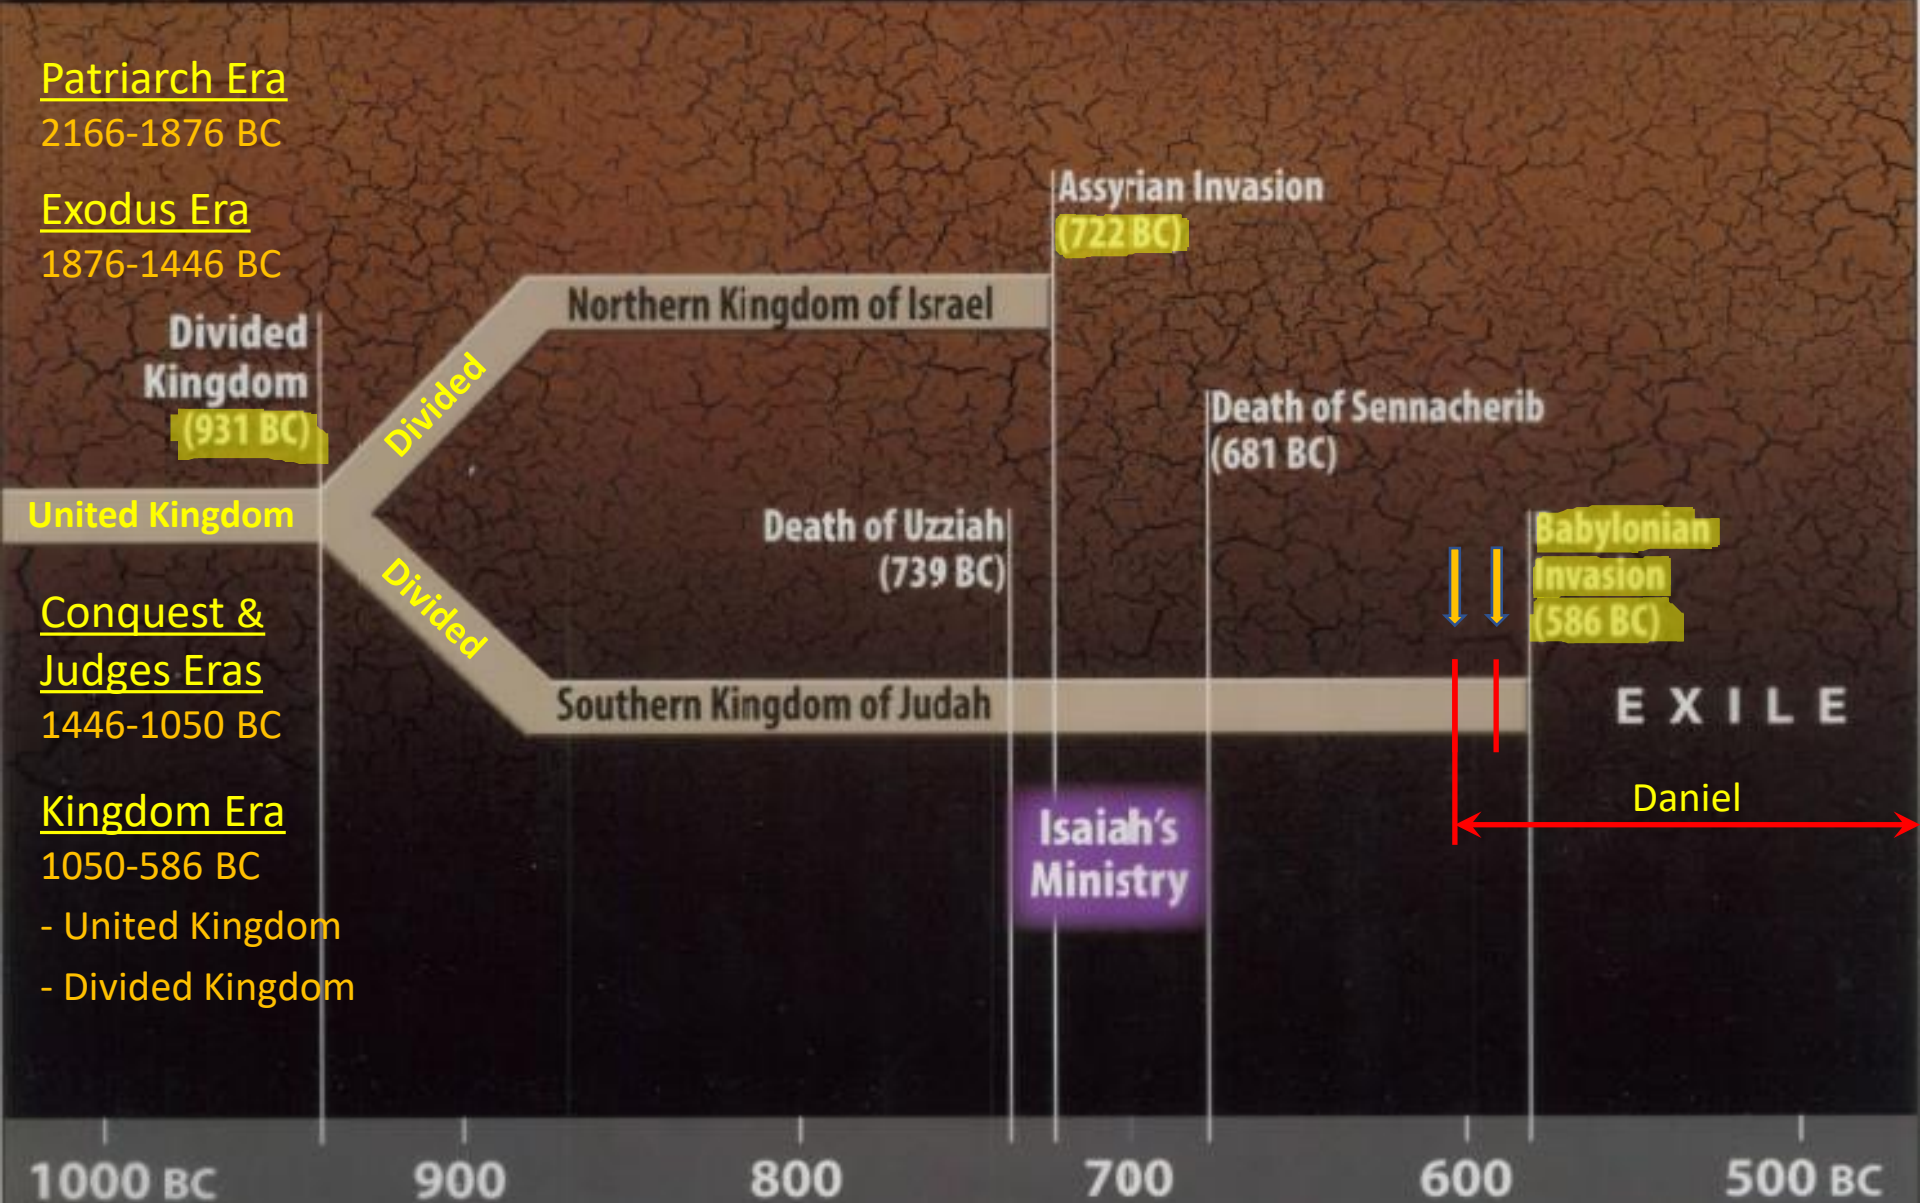 Patriarch Era
2166-1876 BC
Exodus Era
1876-1446 BC
Divided
Kingdom
(931 BC)
United Kingdom
Conquest &
Judges Eras
1446-1050 BC
Kingdom Era
1050-586 BC
- United Kingdom
- Divided Kingdom
Divided
Divided
Northern Kingdom of Israel
Southern Kingdom of Judah
Assyrian Invasion
(722 BC)
Death of Uzziah
(739 BC)
Death of Sennacherib
(681 BC)
Isaiah's
Ministry
Babylonian
Invasion
(586 BC)
EXILE
Daniel
1000 BC 900 800 700 600 500 BC